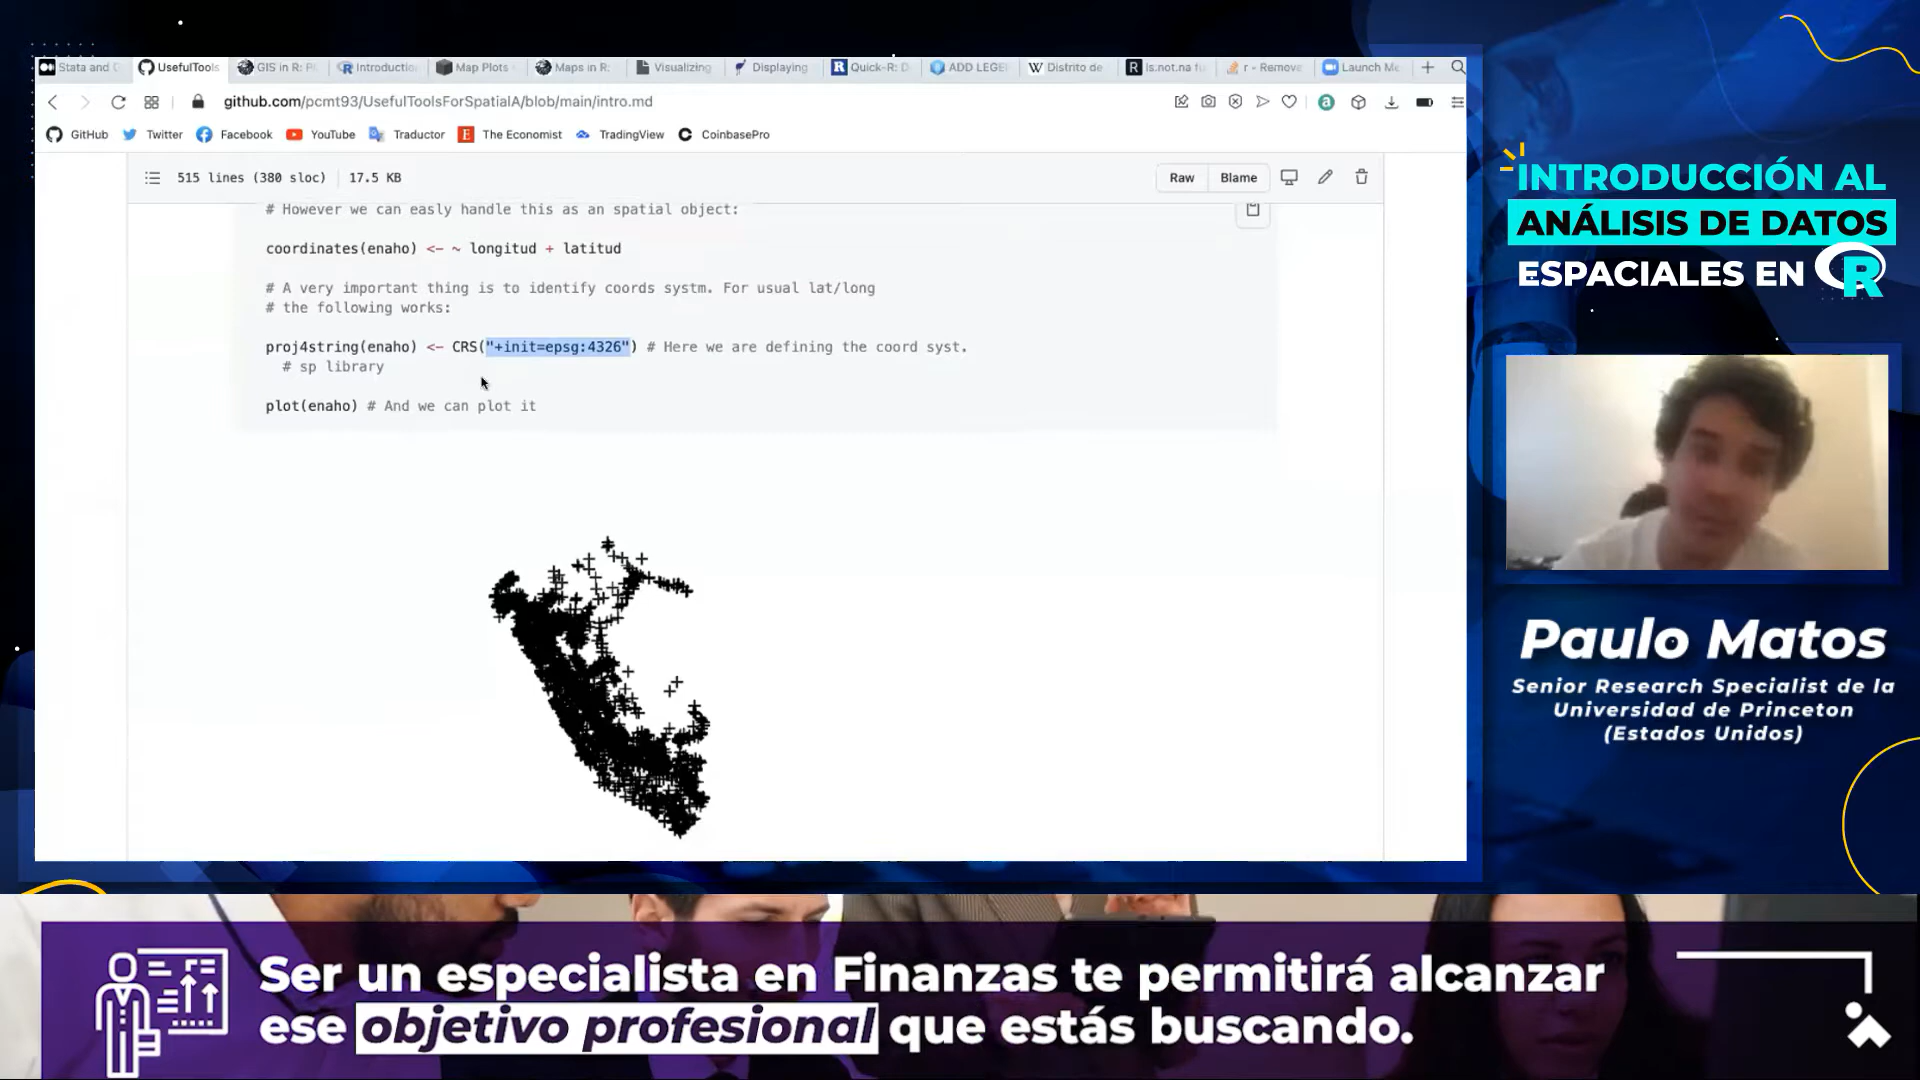 Stata and
UsefulTools
GIS in R: P
Introductio
Map Plots
Maps in R:
Visualizing
Displaying
Quick-R: D
ADD LEGE
Distrito de
is.not.na fu
r - Remove
Launch Me
github.com/pcmt93/UsefulToolsForSpatialA/blob/main/intro.md
GitHub
Twitter
Facebook
YouTube
Traductor
The Economist
TradingView
CoinbasePro
515 lines (380 sloc)
17.5 KB
Raw
Blame
# However we can easly handle this as an spatial object:
coordinates(enaho) <- ~ longitud + latitud
# A very important thing is to identify coords systm. For usual lat/long
# the following works:
proj4string(enaho) <- CRS("+init=epsg:4326") # Here we are defining the coord syst.
# sp library
plot(enaho) # And we can plot it
INTRODUCCIÓN AL
ANÁLISIS DE DATOS
ESPACIALES EN R
Paulo Matos
Senior Research Specialist de la
Universidad de Princeton
(Estados Unidos)
Ser un especialista en Finanzas te permitirá alcanzar
ese objetivo profesional que estás buscando.